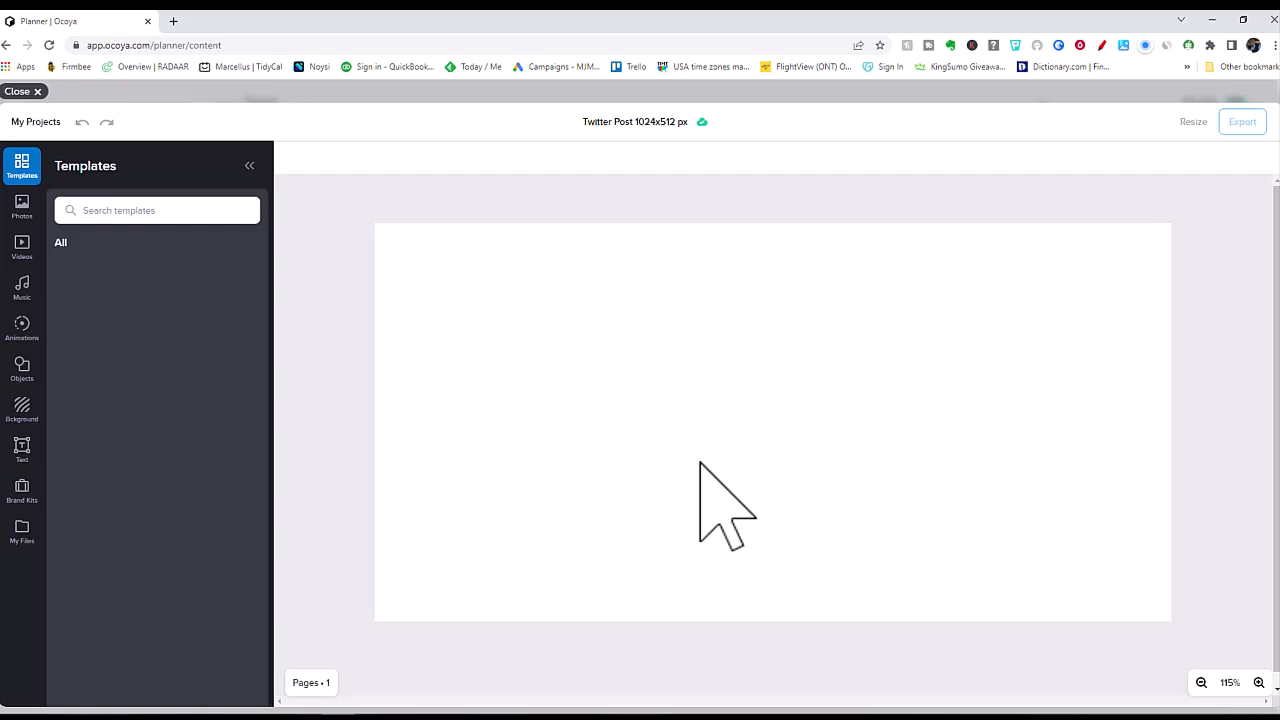 Planner | Ocoya
app.ocoya.com/planner/content
Apps Firmbee Overview | RADAAR Marcellus | TidyCal Noysi Sign in - QuickBook... Today / Me Campaigns - MJM... Trello USA time zones ma... FlightView (ONT) O... Sign In KingSumo Giveawa... Dictionary.com | Fin... » Other bookmark
Close
My Projects
Twitter Post 1024x512 px
Resize
Export
Templates
Photos
Videos
Music
Animations
Objects
Bckground
Text
Brand Kits
My Files
Templates
Search templates
All
Pages • 1
115%